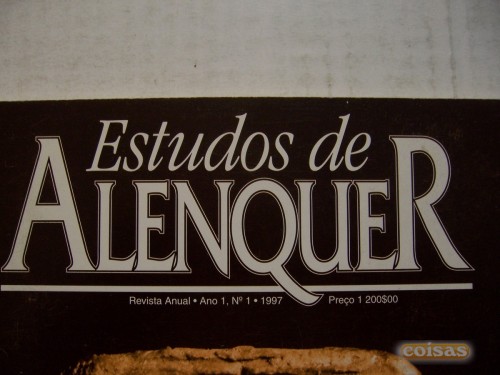 Estudos de
ALENQUER
Revista Anual • Ano 1, Nº 1 • 1997 Preço 1 200$00
coisas